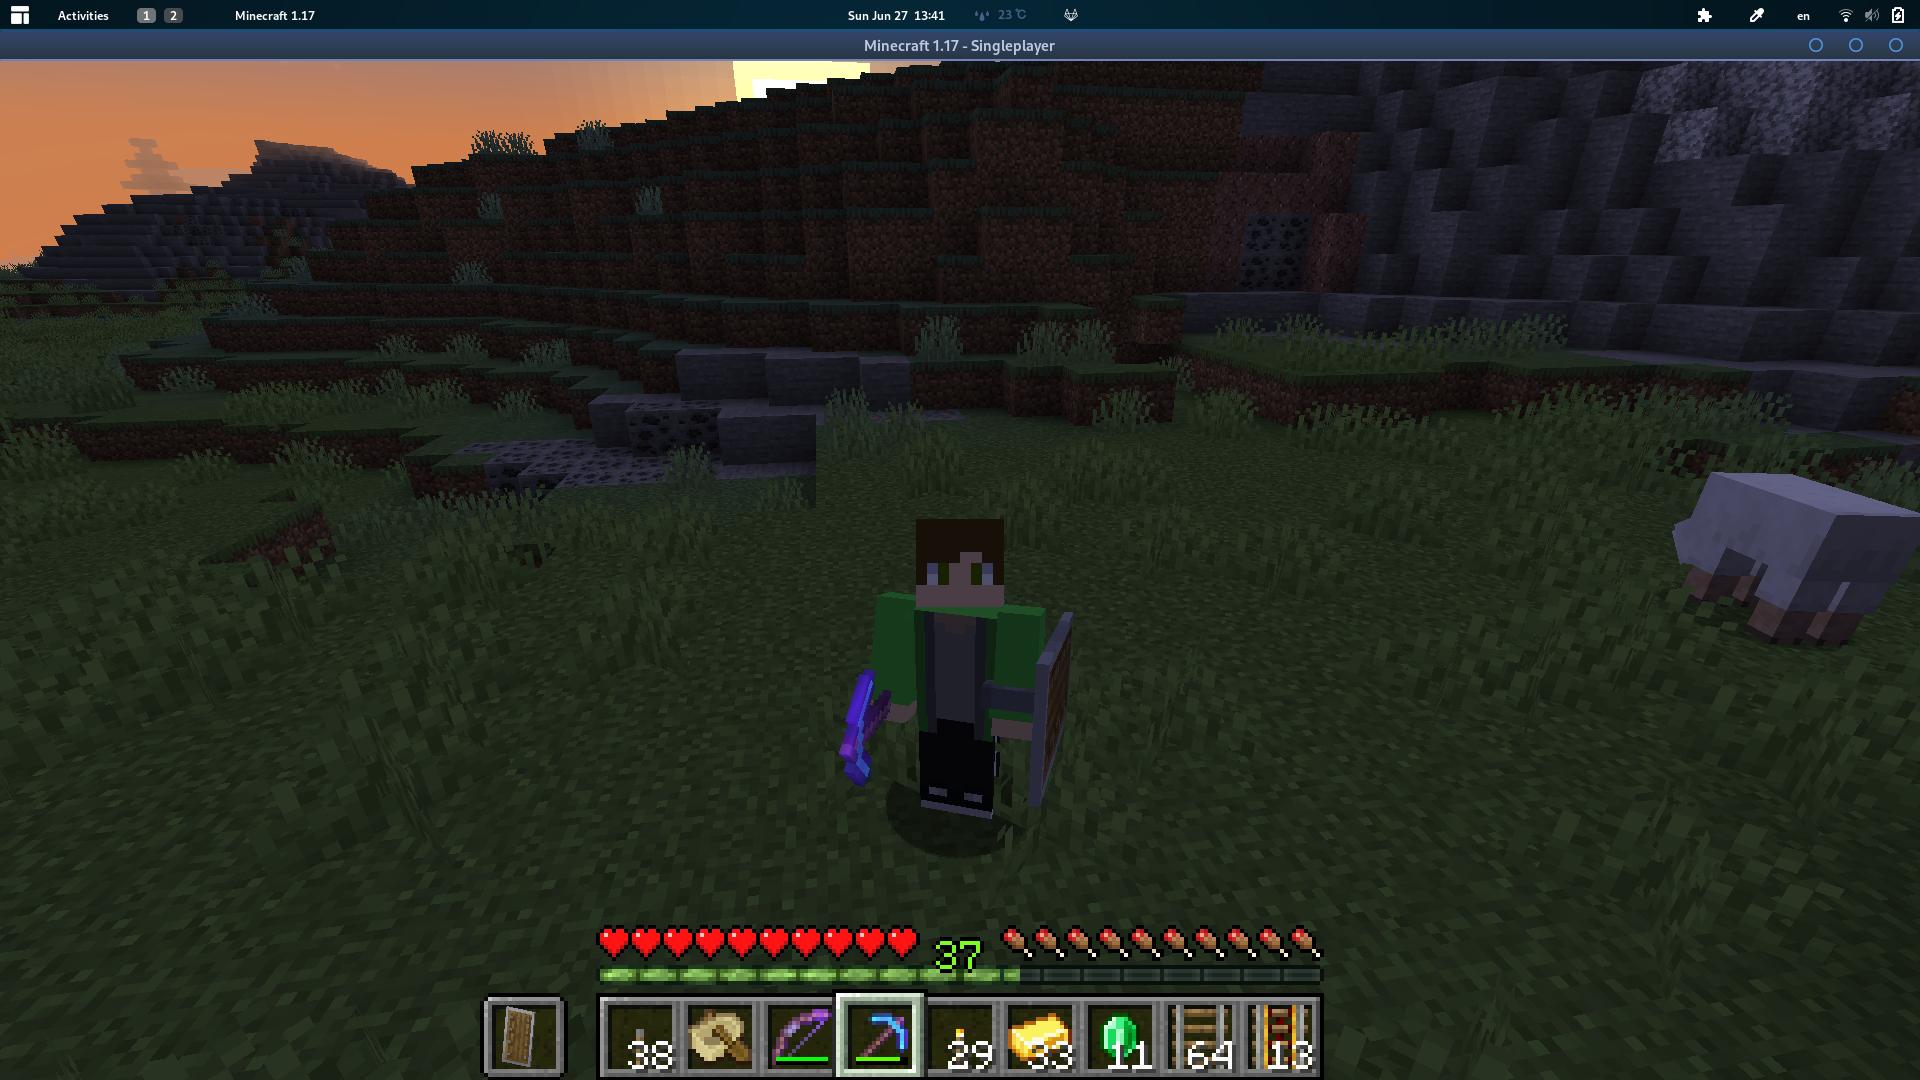 Activities 1 2 Minecraft 1.17 Sun Jun 27 13:41 23 °C en
Minecraft 1.17 - Singleplayer
37
38 29 33 11 64 13